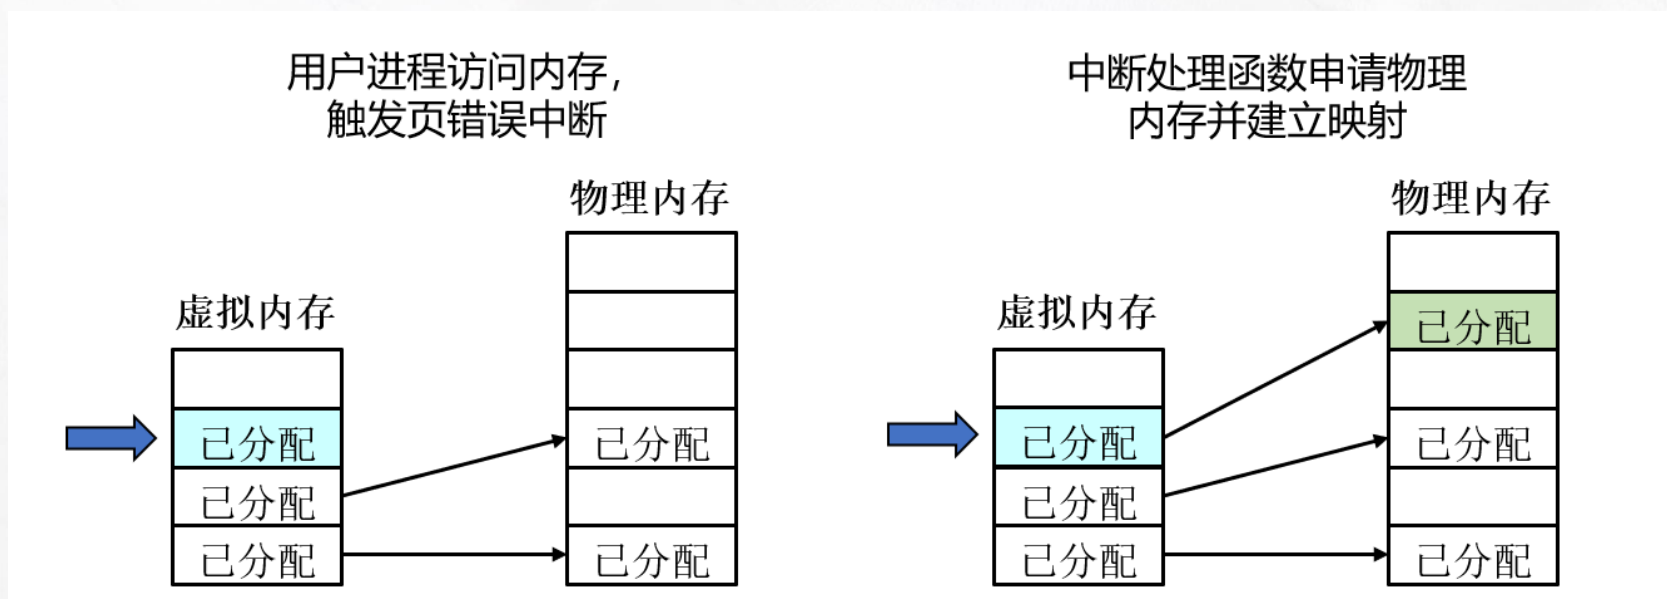 用户进程访问内存，
触发页错误中断
物理内存
虚拟内存
已分配
已分配
已分配
已分配
已分配
中断处理函数申请物理
内存并建立映射
物理内存
虚拟内存
已分配
已分配
已分配
已分配
已分配
已分配